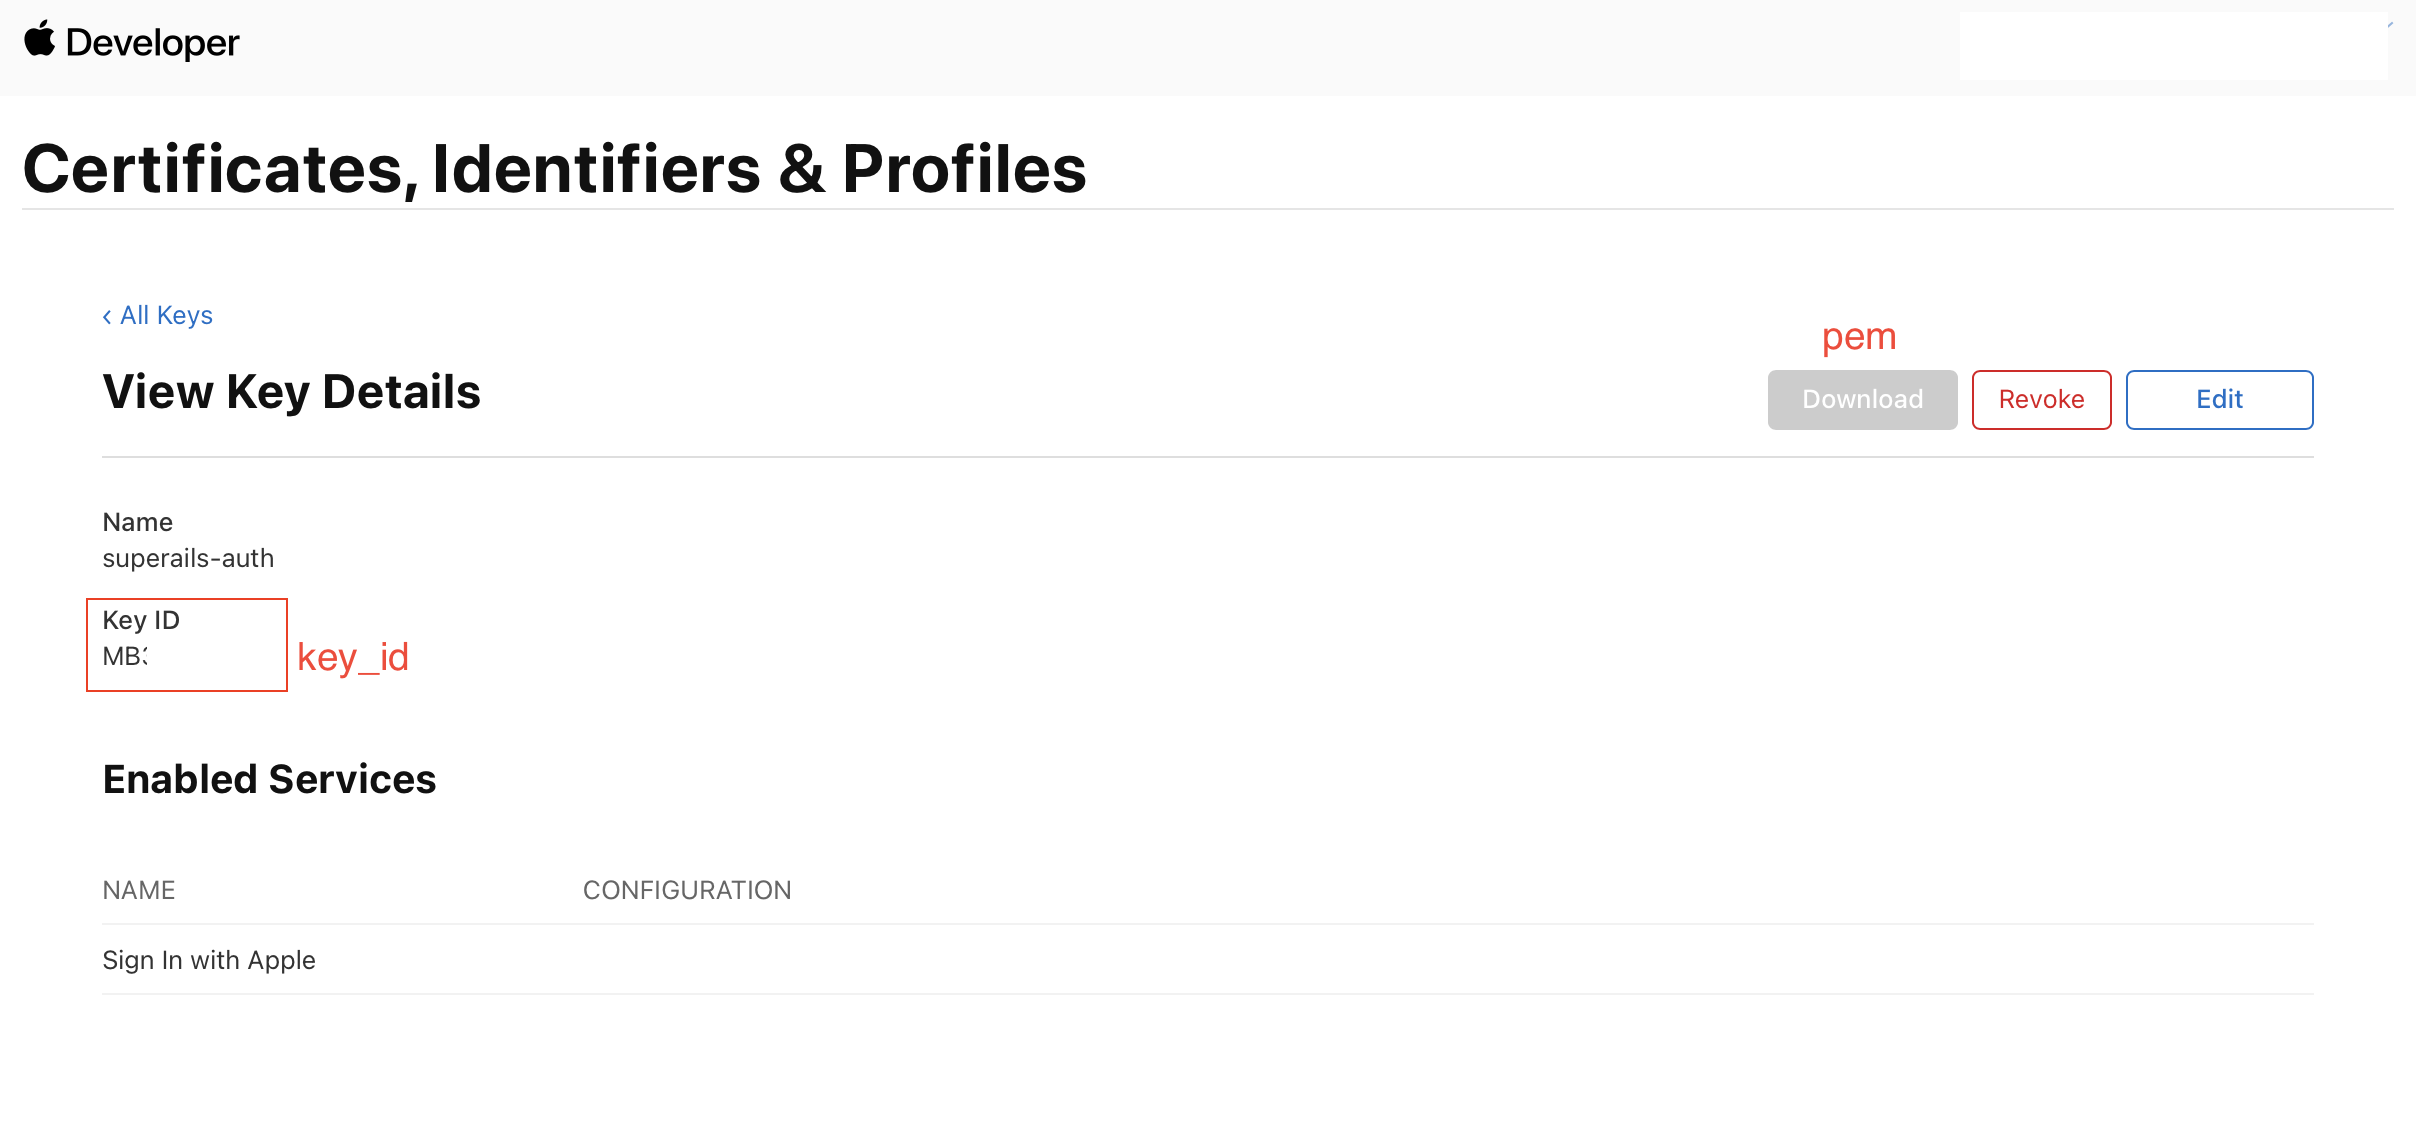 Developer
Certificates, Identifiers & Profiles
‹ All Keys
pem
View Key Details
Download
Revoke
Edit
Name
superails-auth
Key ID
MB
key_id
Enabled Services
NAME CONFIGURATION
Sign In with Apple